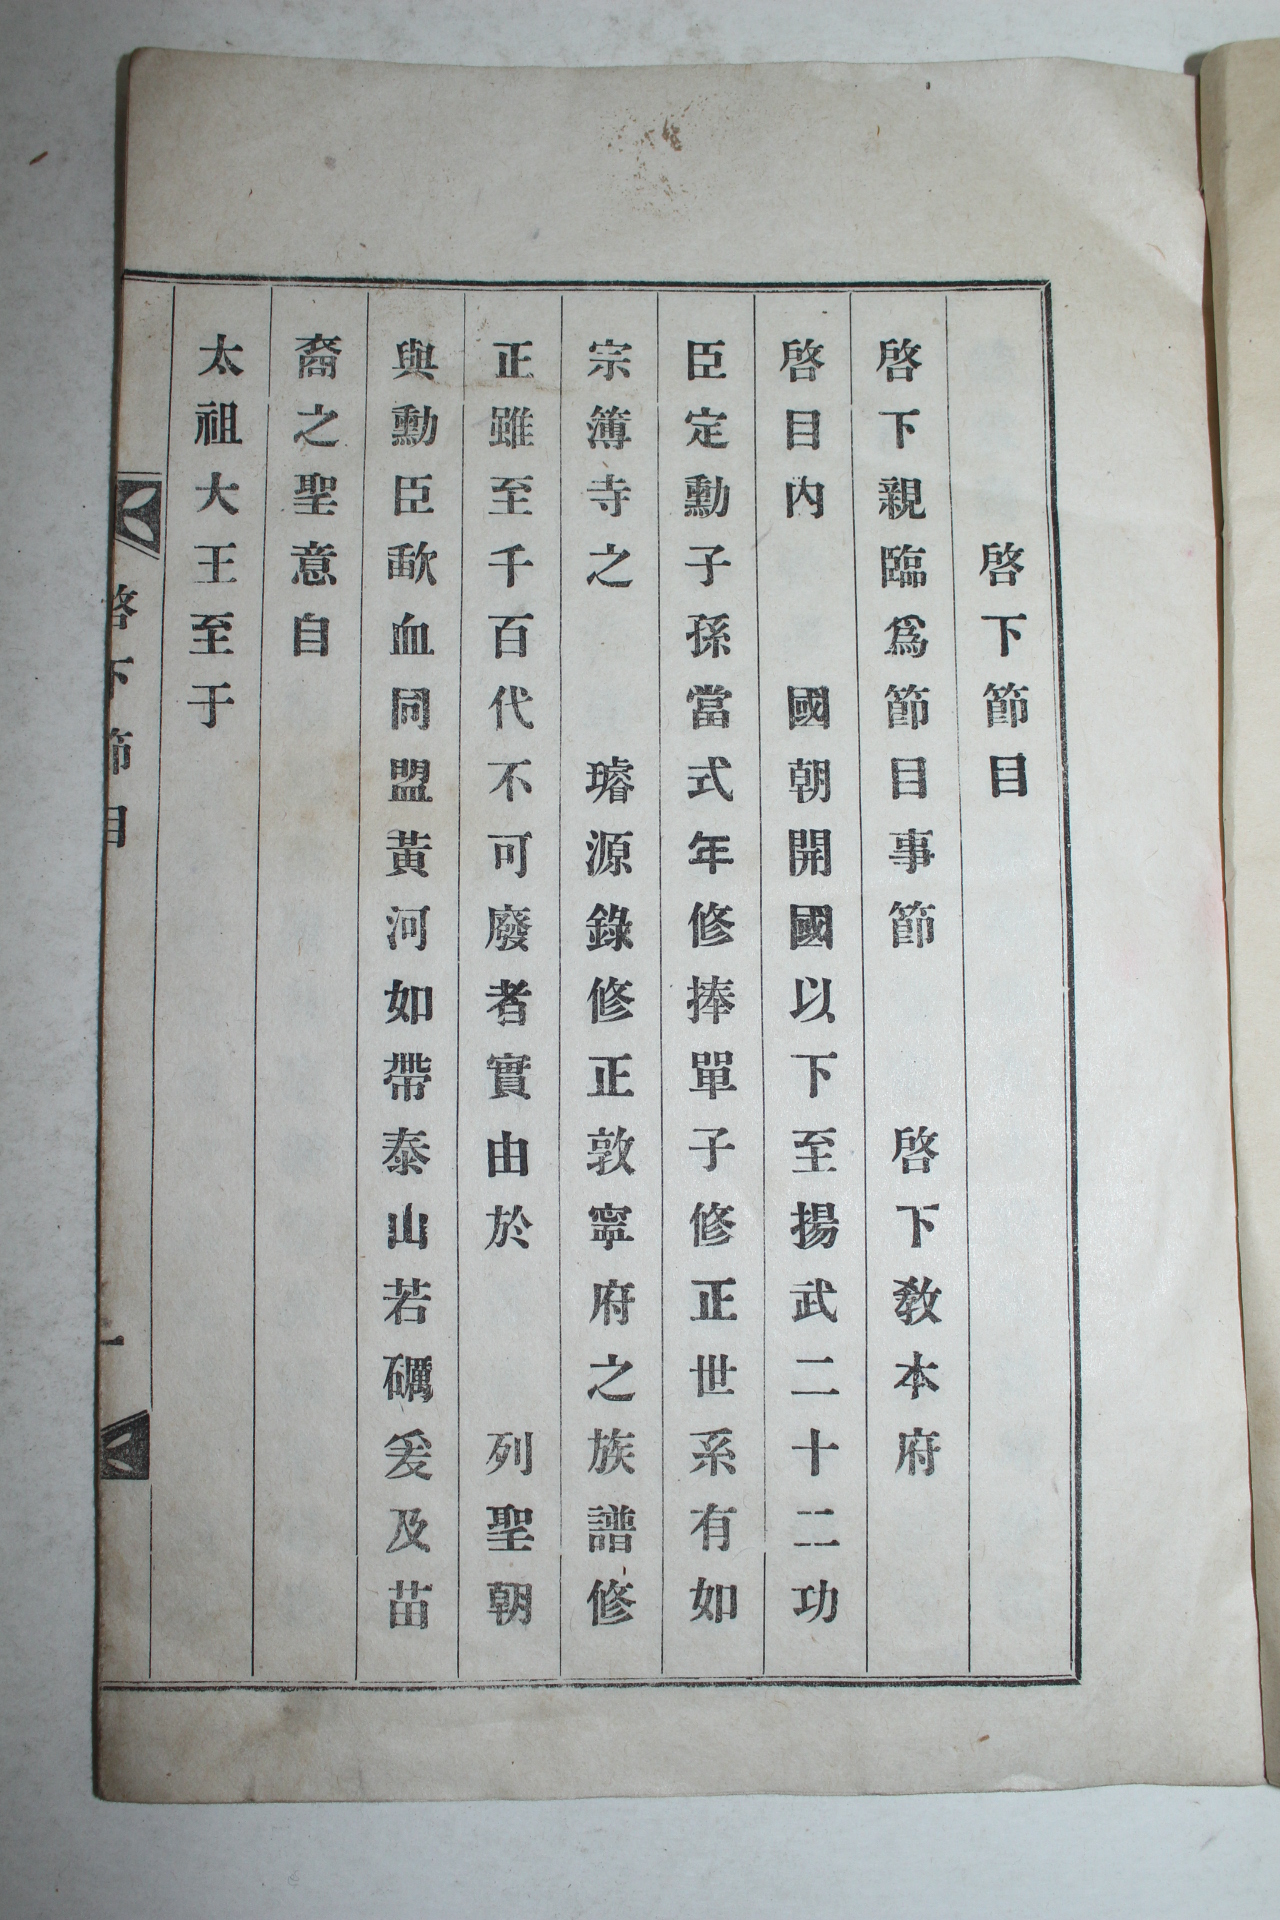 啓下節目
啓下親臨爲節目事節　啓下教本府
啓目內　國朝開國以下至揚武二十二功
臣定勳子孫當式年修捧單子修正世系有如
宗簿寺之　璿源錄修正敦寧府之族譜修
正雖至千百代不可廢者實由於　列聖朝
與勳臣歃血同盟黃河如帶泰山若礪爰及苗
裔之聖意自
太祖大王至于
啓下節目
一